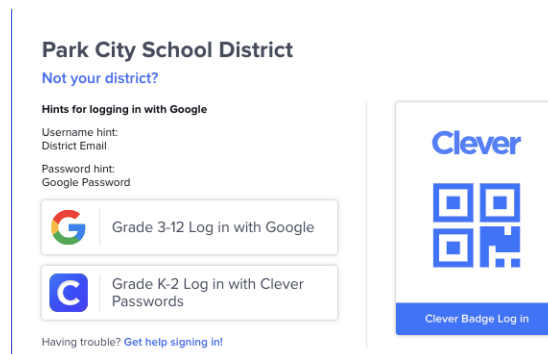 Park City School District
Not your district?
Hints for logging in with Google
Username hint:
District Email
Password hint:
Google Password
Grade 3-12 Log in with Google
Grade K-2 Log in with Clever
Passwords
Having trouble? Get help signing in!
Clever
Clever Badge Log in